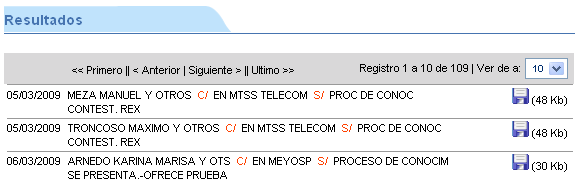 Resultados
<< Primero || < Anterior | Siguiente > || Ultimo >> Registro 1 a 10 de 109 | Ver de a: 10
05/03/2009 MEZA MANUEL Y OTROS C/ EN MTSS TELECOM S/ PROC DE CONOC (48 Kb)
CONTEST. REX
05/03/2009 TRONCOSO MAXIMO Y OTROS C/ EN MTSS TELECOM S/ PROC DE CONOC (48 Kb)
CONTEST. REX
06/03/2009 ARNEDO KARINA MARISA Y OTS C/ EN MEYOSP S/ PROCESO DE CONOCIM (30 Kb)
SE PRESENTA.-OFRECE PRUEBA